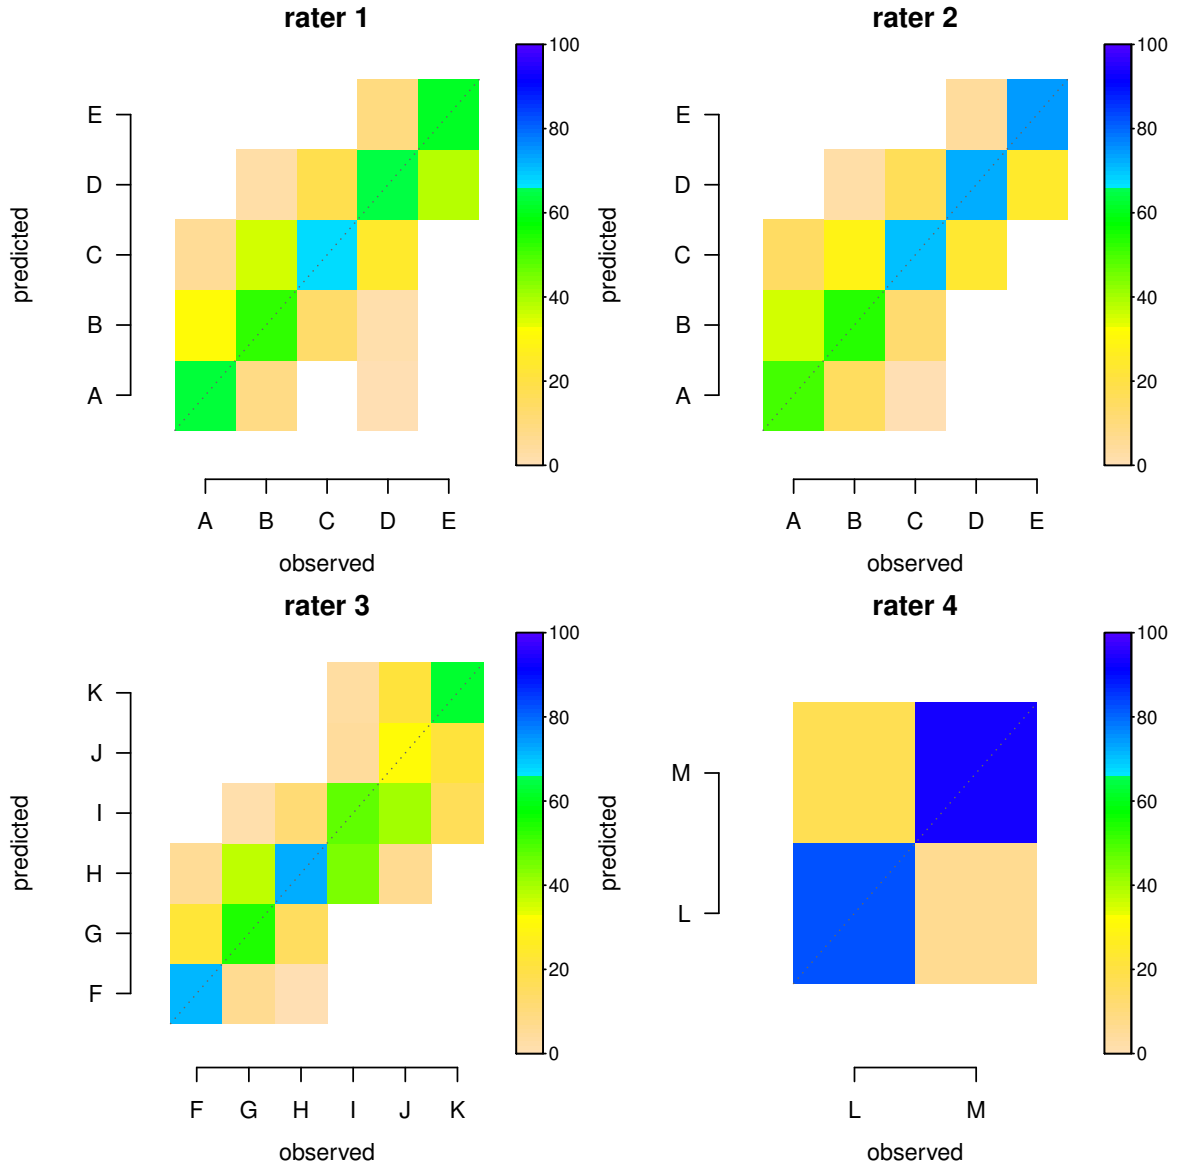 rater 1
predicted
E
D
C
B
A
100
80
60
40
20
0
A B C D E
observed
rater 2
predicted
E
D
C
B
A
100
80
60
40
20
0
A B C D E
observed
rater 3
predicted
K
J
I
H
G
F
100
80
60
40
20
0
F G H I J K
observed
rater 4
predicted
M
L
100
80
60
40
20
0
L M
observed